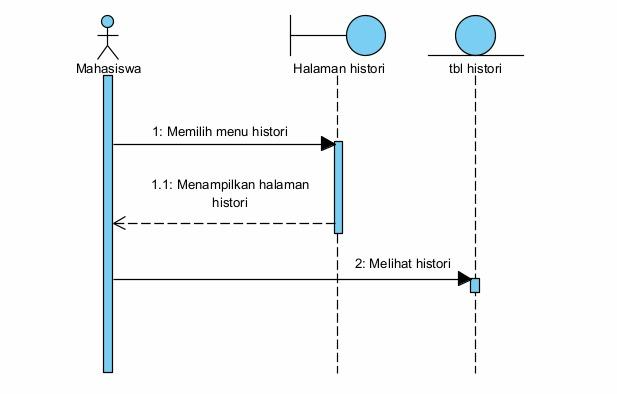 Mahasiswa
Halaman histori
tbl histori
1: Memilih menu histori
1.1: Menampilkan halaman
histori
2: Melihat histori